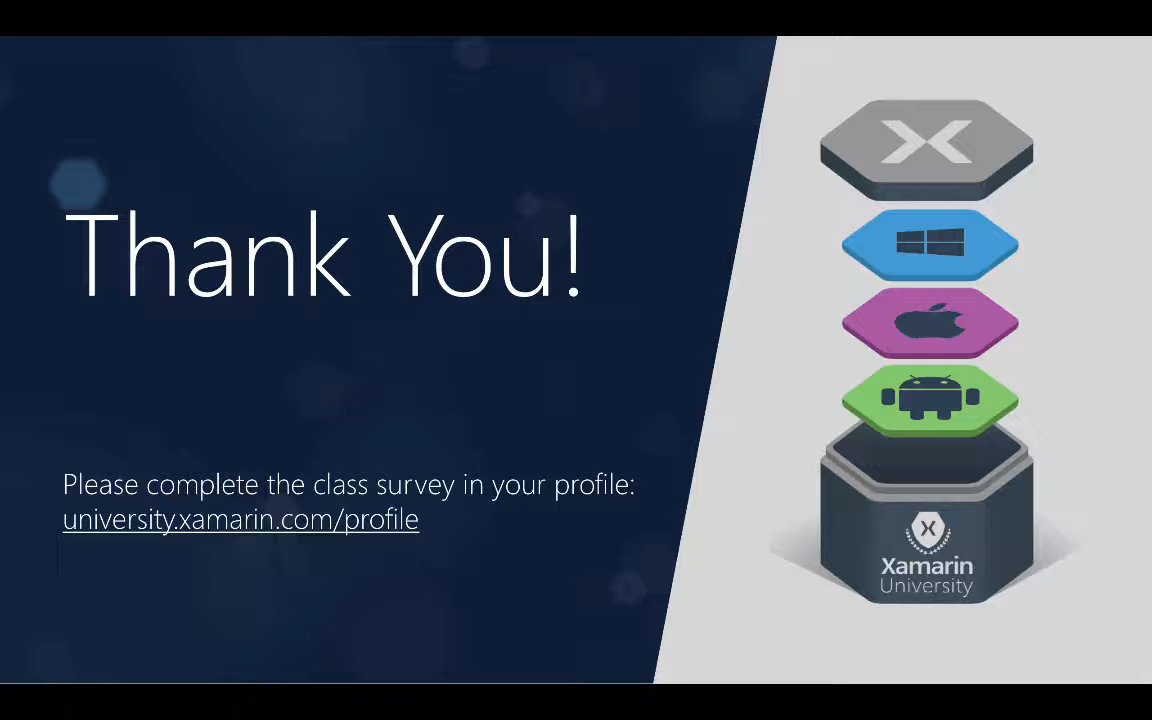 Thank You!
Please complete the class survey in your profile:
university.xamarin.com/profile
Xamarin
University